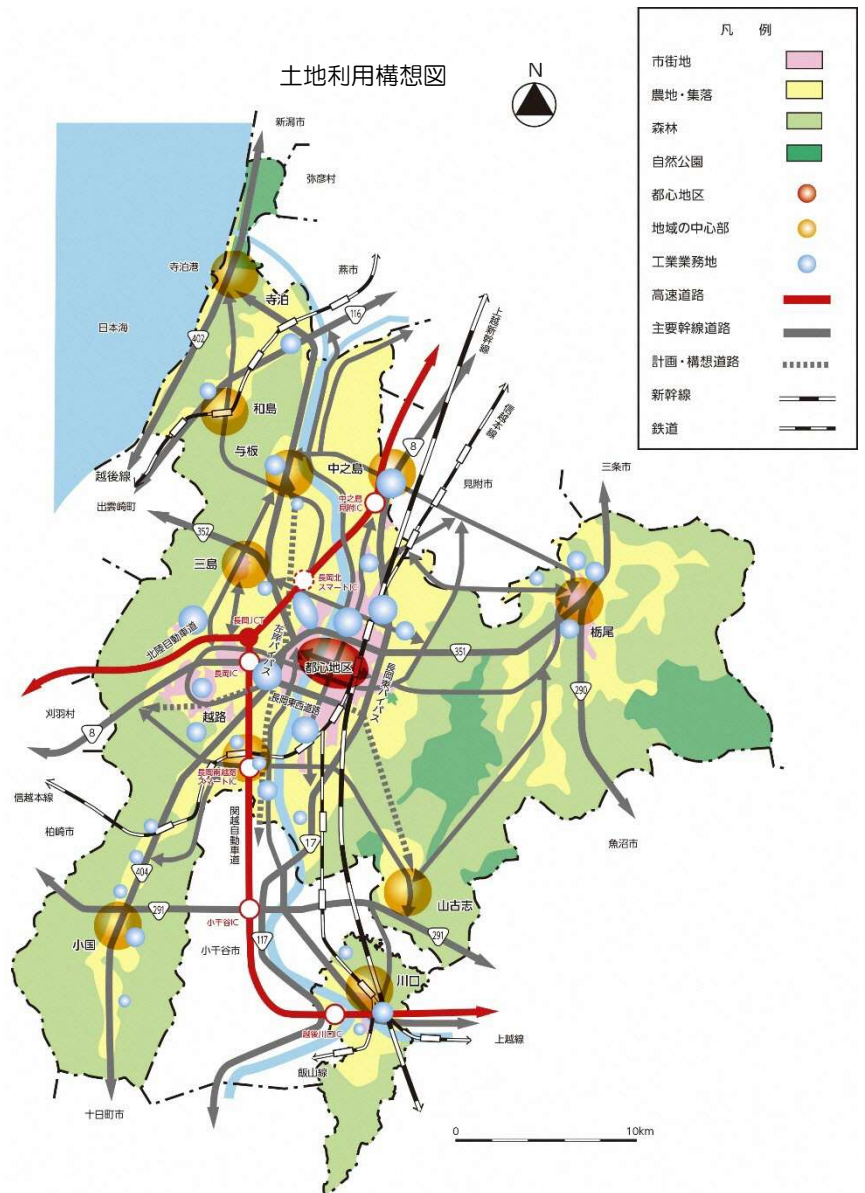 土地利用構想図
N
凡 例
市街地
農地・集落
森林
自然公園
都心地区
地域の中心部
工業業務地
高速道路
主要幹線道路
計画・構想道路
新幹線
鉄道
新潟市
弥彦村
寺泊港
寺泊
燕市
日本海
402
116
上越新幹線
信越本線
和島
越後線
出雲崎町
与板
中之島
8
中之島
見附IC
見附市
三条市
352
三島
長岡北
スマートIC
栃尾
長岡JCT
北陸自動車道
左岸バイパス
長岡IC
都心地区
351
長岡東バイパス
長岡東西道路
290
刈羽村
8
越路
長岡南越路
スマートIC
信越本線
柏崎市
関越自動車道
17
魚沼市
404
291
小国
小千谷IC
小千谷市
117
山古志
291
川口
越後川口IC
上越線
飯山線
十日町市
0
10km